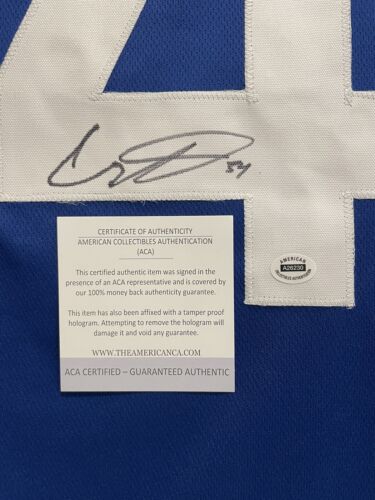 4
34
CERTIFICATE OF AUTHENTICITY
AMERICAN COLLECTIBLES AUTHENTICATION
(ACA)
This certified authentic item was signed in the
presence of an ACA representative and is covered by
our 100% money back authenticity guarantee.
This item has also been affixed with a tamper proof
hologram. Attempting to remove the hologram will
damage it and void any guarantee.
WWW.THEAMERICANCA.COM
ACA CERTIFIED – GUARANTEED AUTHENTIC
AMERICAN
A26230